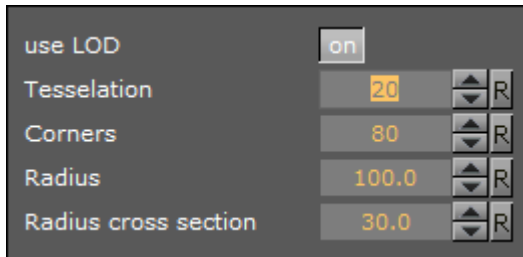 use LOD on
Tesselation 20 R
Corners 80 R
Radius 100.0 R
Radius cross section 30.0 R